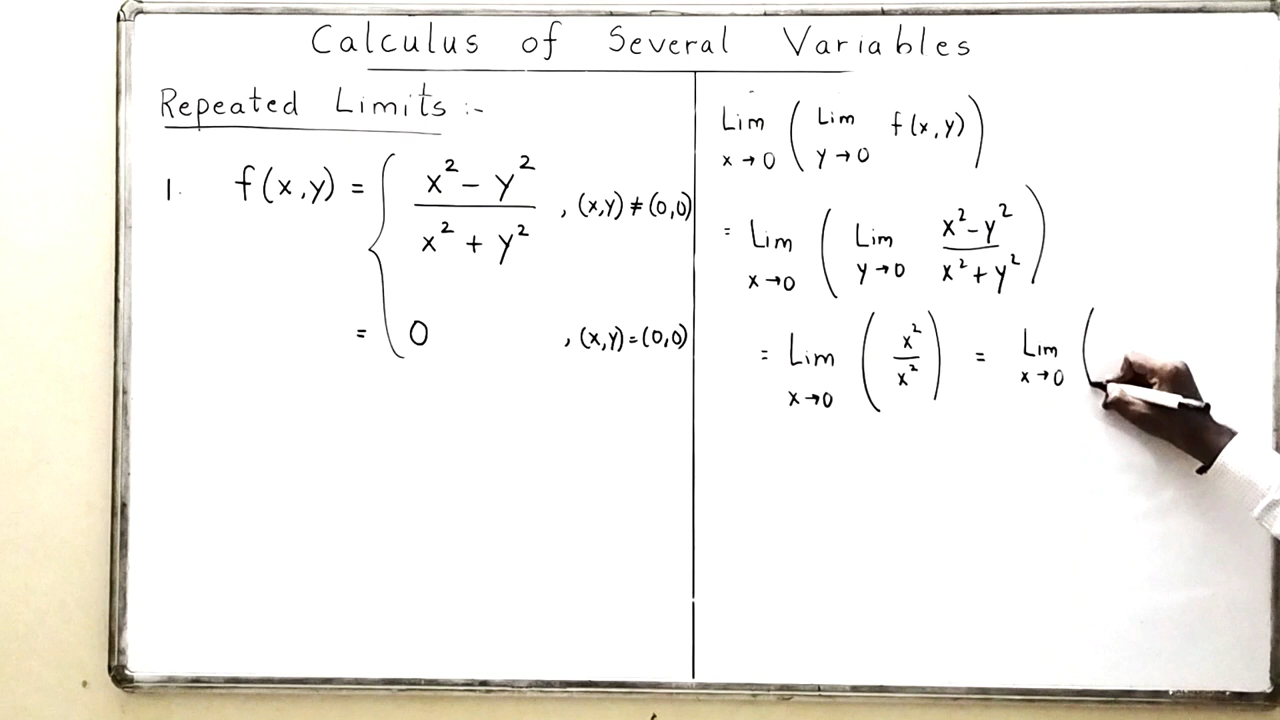 Calculus of Several Variables
Repeated Limits :-
1. f(x,y) = { x² - y² / x² + y² , (x,y) ≠ (0,0)
= 0 , (x,y) = (0,0)
Lim x→0 ( Lim y→0 f(x,y) )
= Lim x→0 ( Lim y→0 x² - y² / x² + y² )
= Lim x→0 ( x² / x² ) = Lim x→0 (